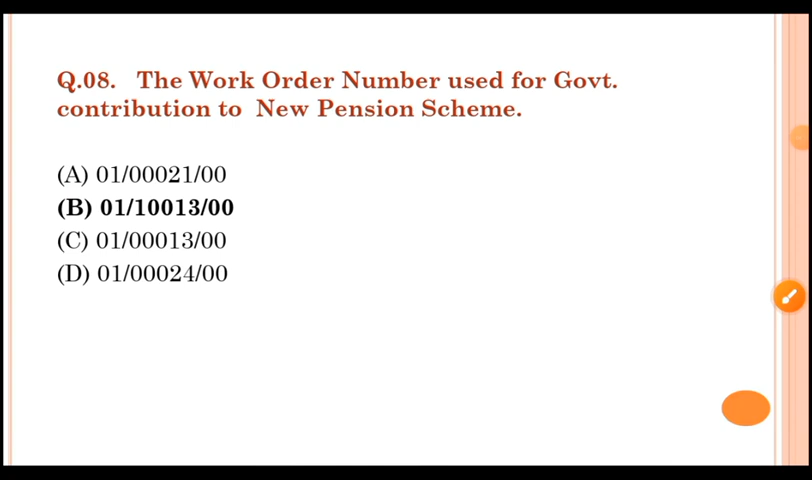 Q.08. The Work Order Number used for Govt.
contribution to New Pension Scheme.
(A) 01/00021/00
(B) 01/10013/00
(C) 01/00013/00
(D) 01/00024/00